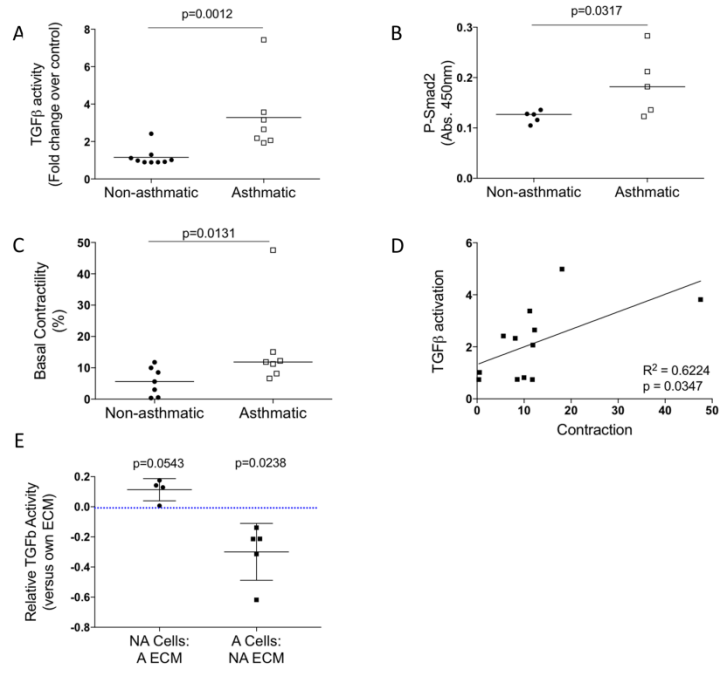 A
p=0.0012
TGFβ activity
(Fold change over control)
8
6
4
2
0
Non-asthmatic
Asthmatic
B
p=0.0317
P-Smad2
(Abs. 450nm)
0.3
0.2
0.1
0.0
Non-asthmatic
Asthmatic
C
p=0.0131
Basal Contractility
(%)
50
40
30
20
10
0
Non-asthmatic
Asthmatic
D
TGFβ activation
6
4
2
0
R² = 0.6224
p = 0.0347
0 10 20 30 40 50
Contraction
E
p=0.0543
p=0.0238
Relative TGFb Activity
(versus own ECM)
0.2
0.0
-0.2
-0.4
-0.6
-0.8
NA Cells:
A ECM
A Cells:
NA ECM